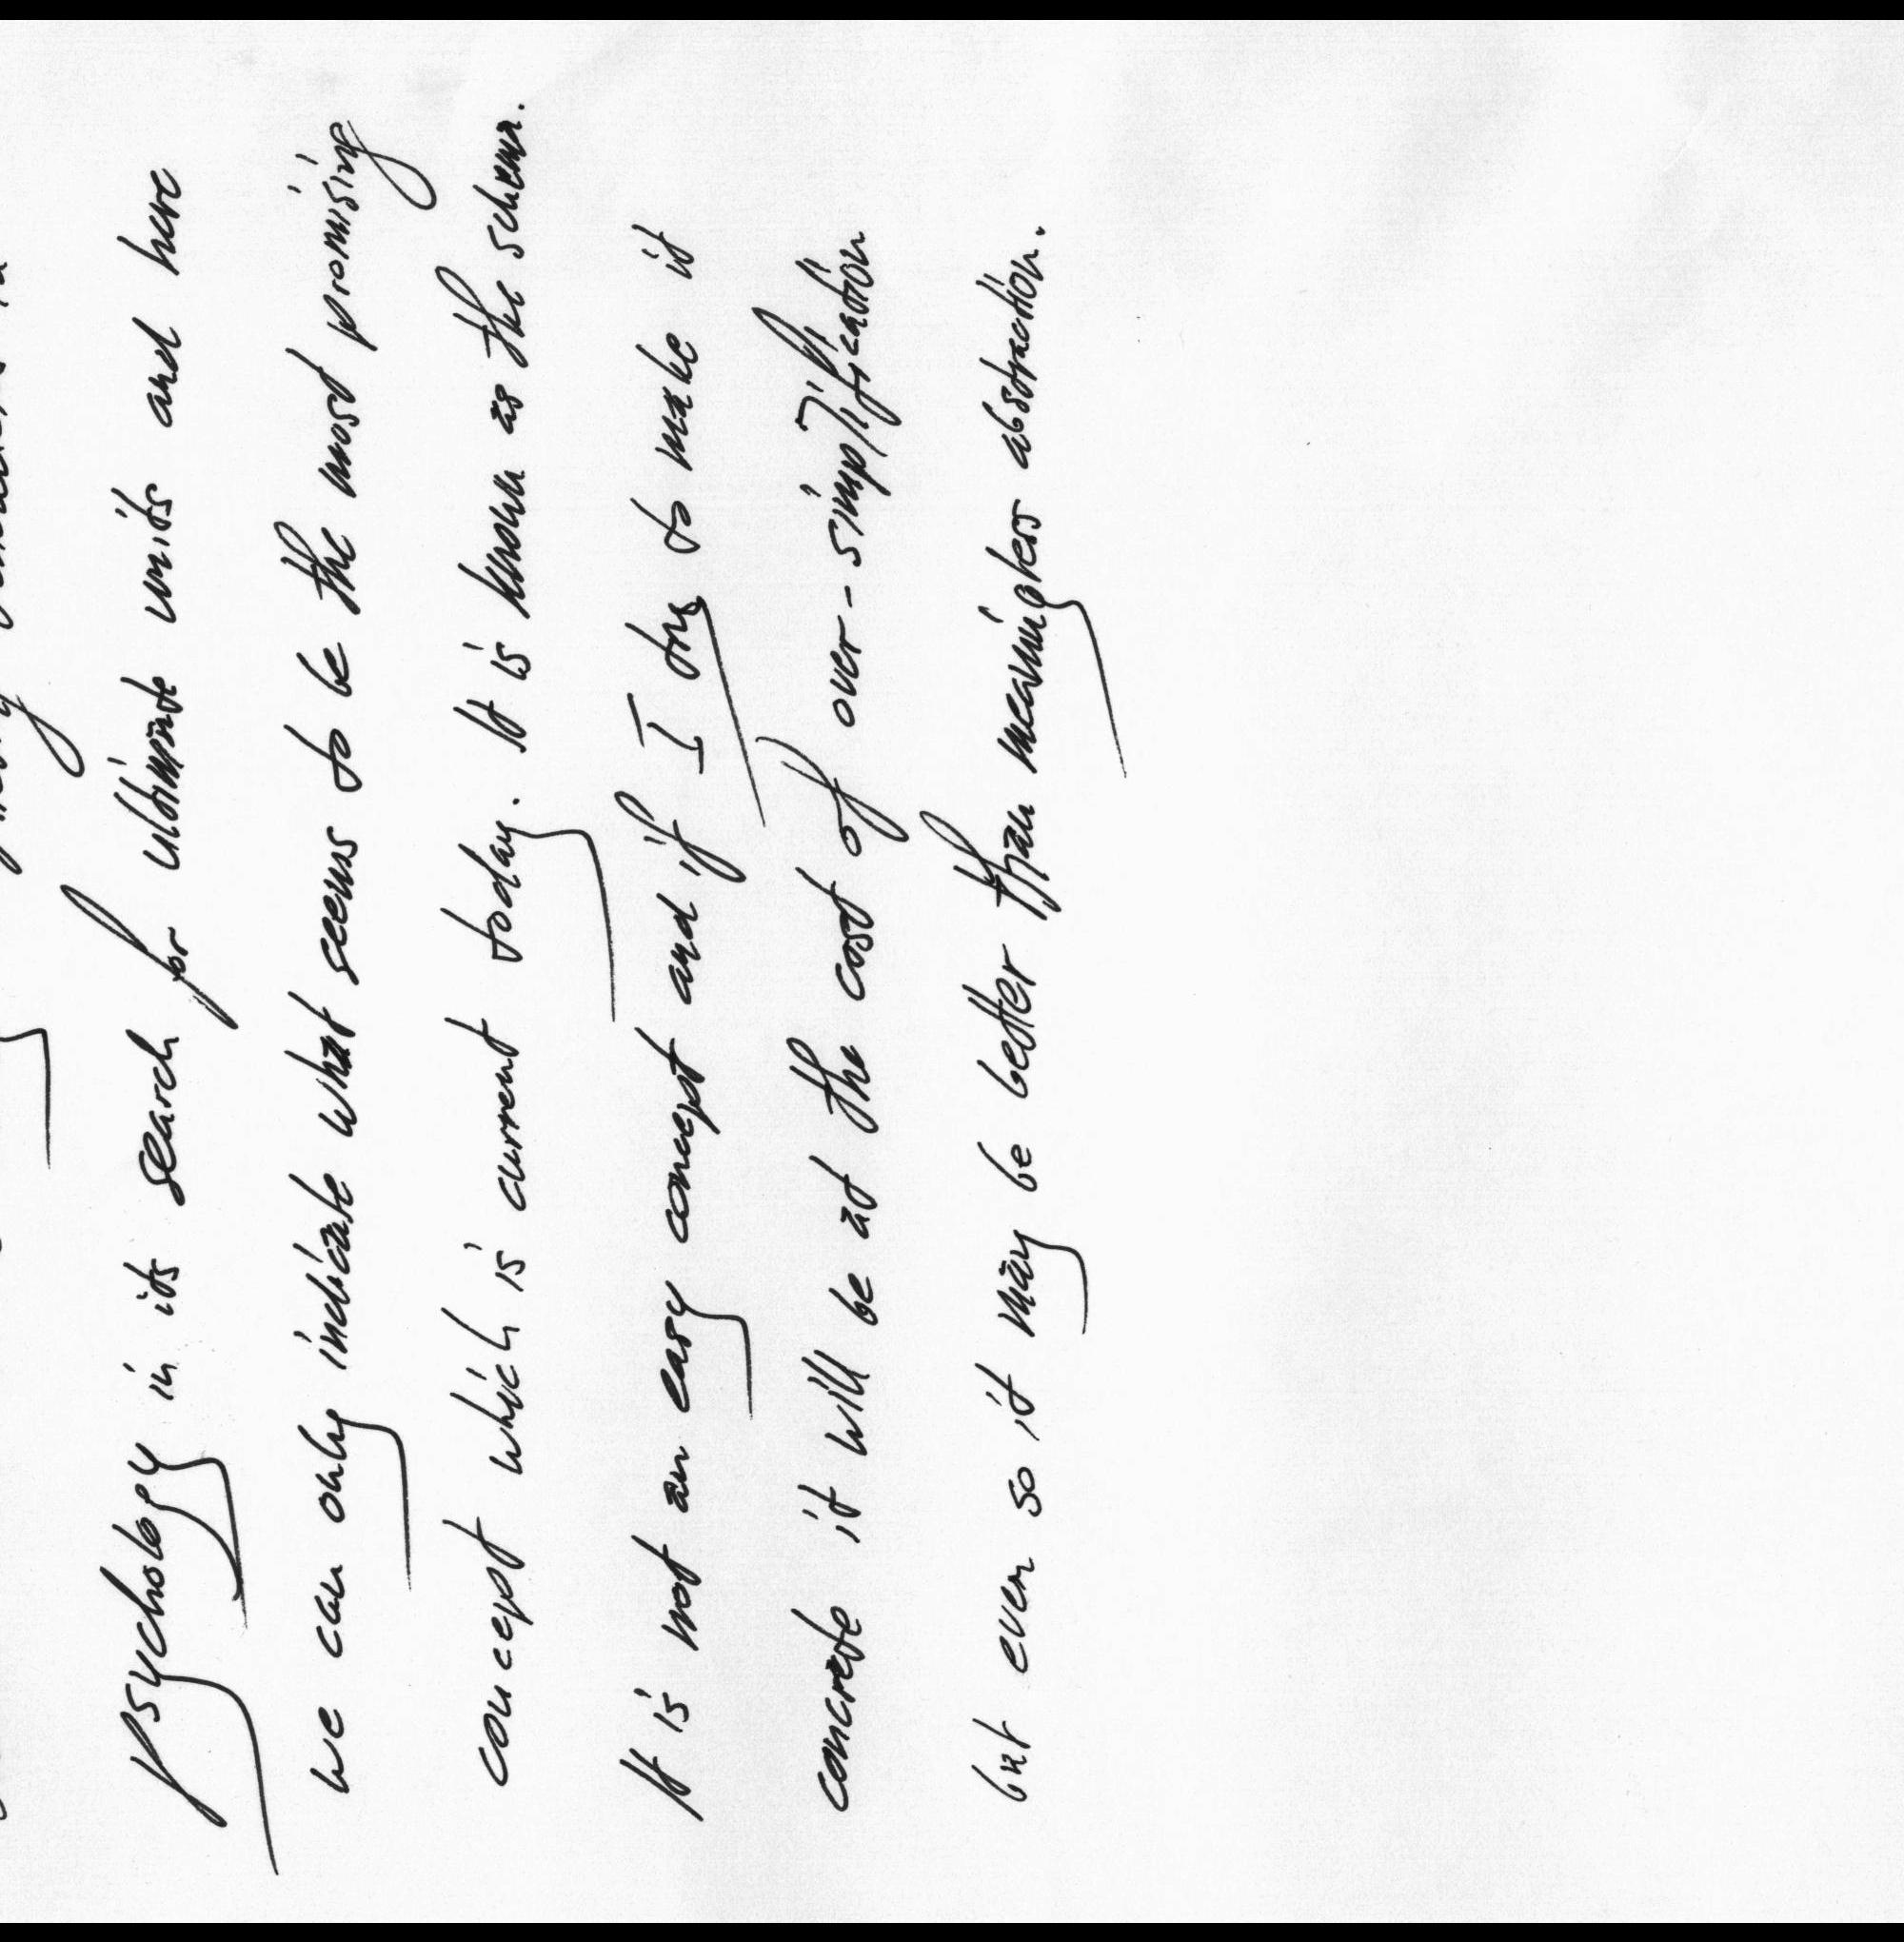 psychology in its search for ultimate units and here
we can only indicate what seems to be the most promising
concept which is current today. It is known as the schema.
It is not an easy concept and if I try to make it
concrete it will be at the cost of over-simplification
but even so it may be better than meaningless abstraction.